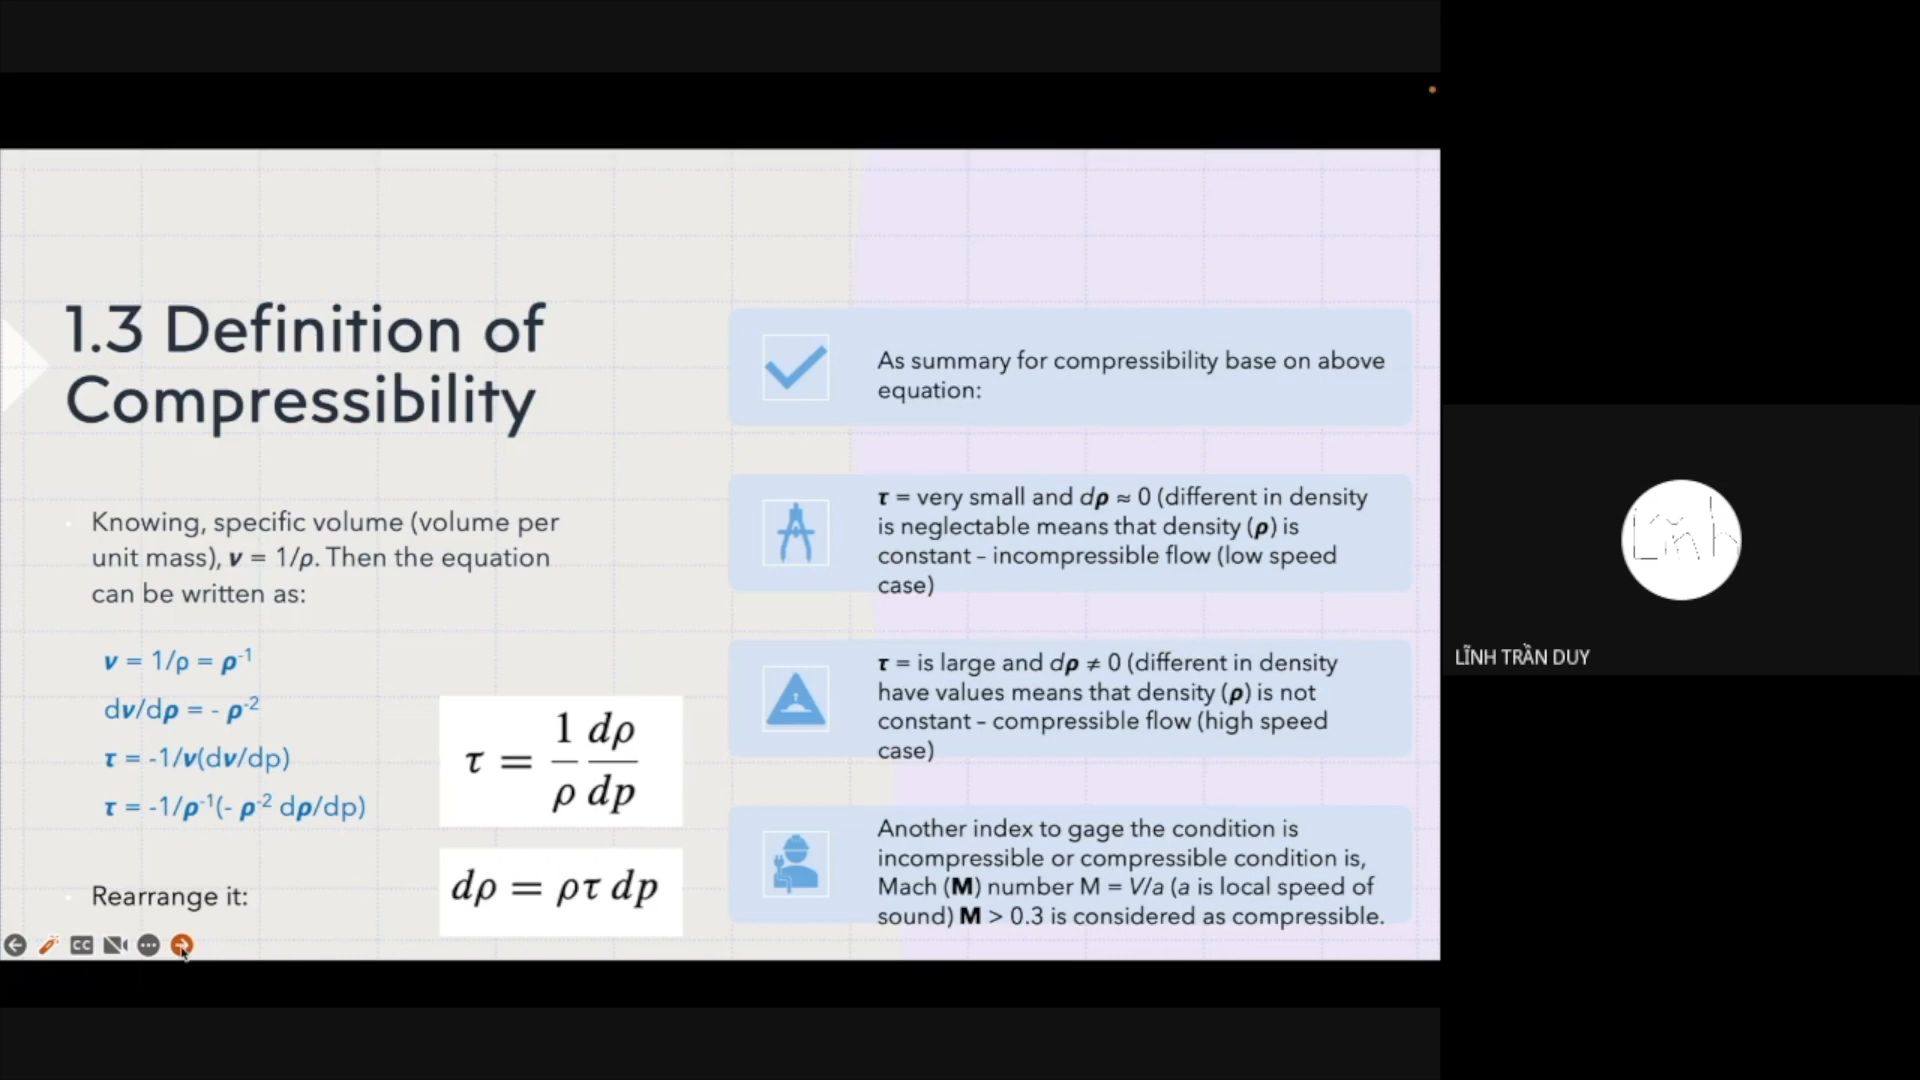 1.3 Definition of
Compressibility
Knowing, specific volume (volume per
unit mass), v = 1/ρ. Then the equation
can be written as:
v = 1/ρ = ρ⁻¹
dv/dρ = - ρ⁻²
τ = -1/v(dv/dp)
τ = -1/ρ⁻¹(- ρ⁻² dρ/dp)
τ = 1/ρ dρ/dp
Rearrange it:
dρ = ρτ dp
As summary for compressibility base on above
equation:
τ = very small and dρ ≈ 0 (different in density
is neglectable means that density (ρ) is
constant – incompressible flow (low speed
case)
τ = is large and dρ ≠ 0 (different in density
have values means that density (ρ) is not
constant – compressible flow (high speed
case)
Another index to gage the condition is
incompressible or compressible condition is,
Mach (M) number M = V/a (a is local speed of
sound) M > 0.3 is considered as compressible.
CC
Linh
LĨNH TRẦN DUY